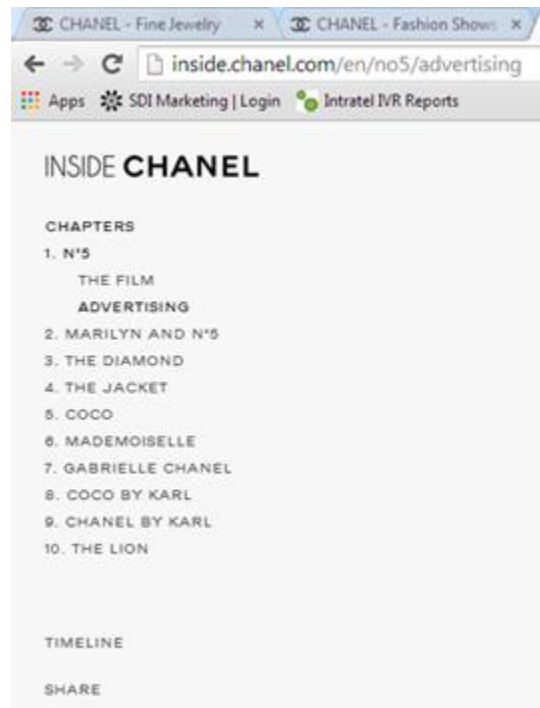 CHANEL - Fine Jewelry × CHANEL - Fashion Shows ×
inside.chanel.com/en/no5/advertising
Apps SDI Marketing | Login Intratel IVR Reports
INSIDE CHANEL
CHAPTERS
1. N°5
THE FILM
ADVERTISING
2. MARILYN AND N°5
3. THE DIAMOND
4. THE JACKET
5. COCO
6. MADEMOISELLE
7. GABRIELLE CHANEL
8. COCO BY KARL
9. CHANEL BY KARL
10. THE LION
TIMELINE
SHARE